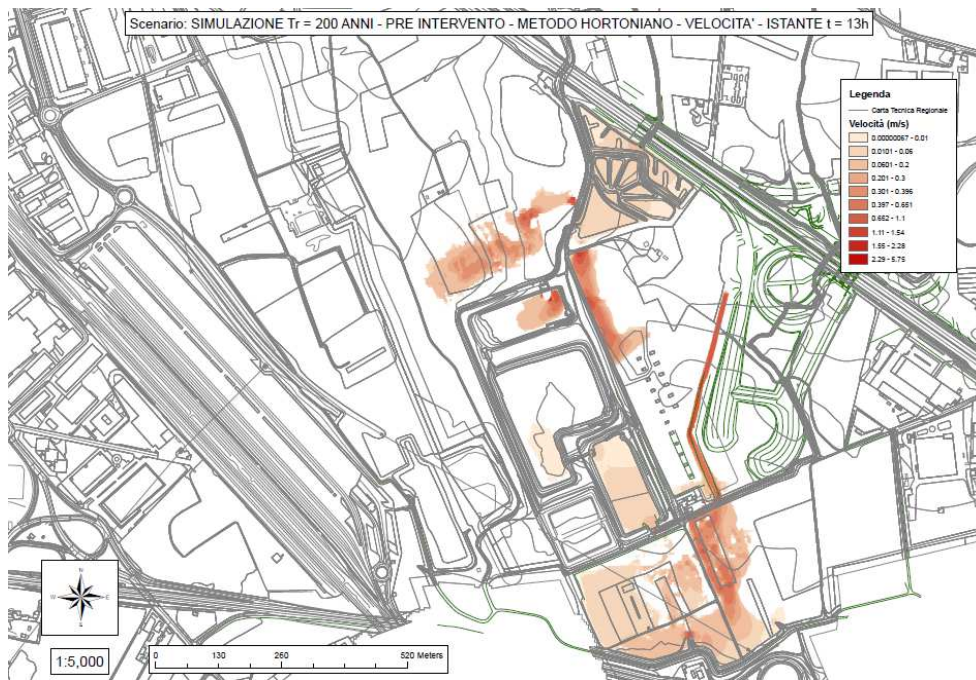 Scenario: SIMULAZIONE Tr = 200 ANNI - PRE INTERVENTO - METODO HORTONIANO - VELOCITA' - ISTANTE t = 13h
Legenda
Carta Tecnica Regionale
Velocità (m/s)
0.00000067 - 0.01
0.0101 - 0.06
0.0601 - 0.2
0.201 - 0.3
0.301 - 0.396
0.397 - 0.661
0.662 - 1.1
1.11 - 1.54
1.55 - 2.28
2.29 - 5.75
N
W E
S
1:5,000
0 130 260 520 Meters